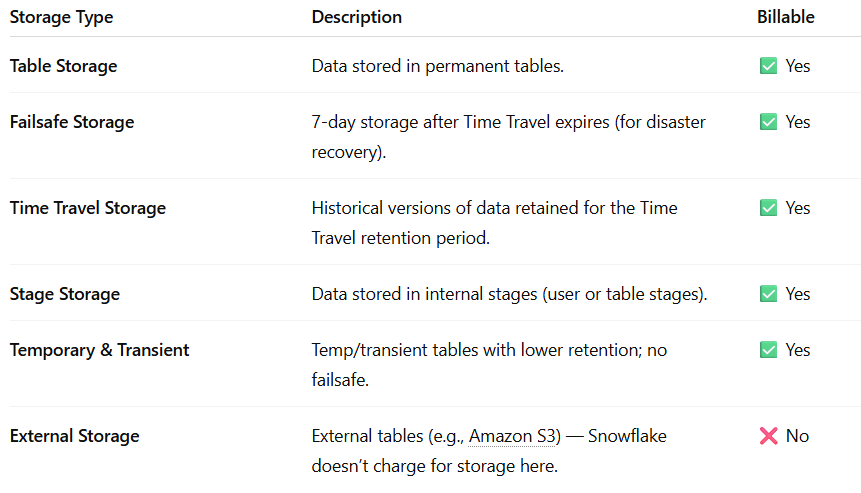 Storage Type Description Billable
Table Storage Data stored in permanent tables. ✅ Yes
Failsafe Storage 7-day storage after Time Travel expires (for disaster ✅ Yes
recovery).
Time Travel Storage Historical versions of data retained for the Time ✅ Yes
Travel retention period.
Stage Storage Data stored in internal stages (user or table stages). ✅ Yes
Temporary & Transient Temp/transient tables with lower retention; no ✅ Yes
failsafe.
External Storage External tables (e.g., Amazon S3) — Snowflake ❌ No
doesn’t charge for storage here.